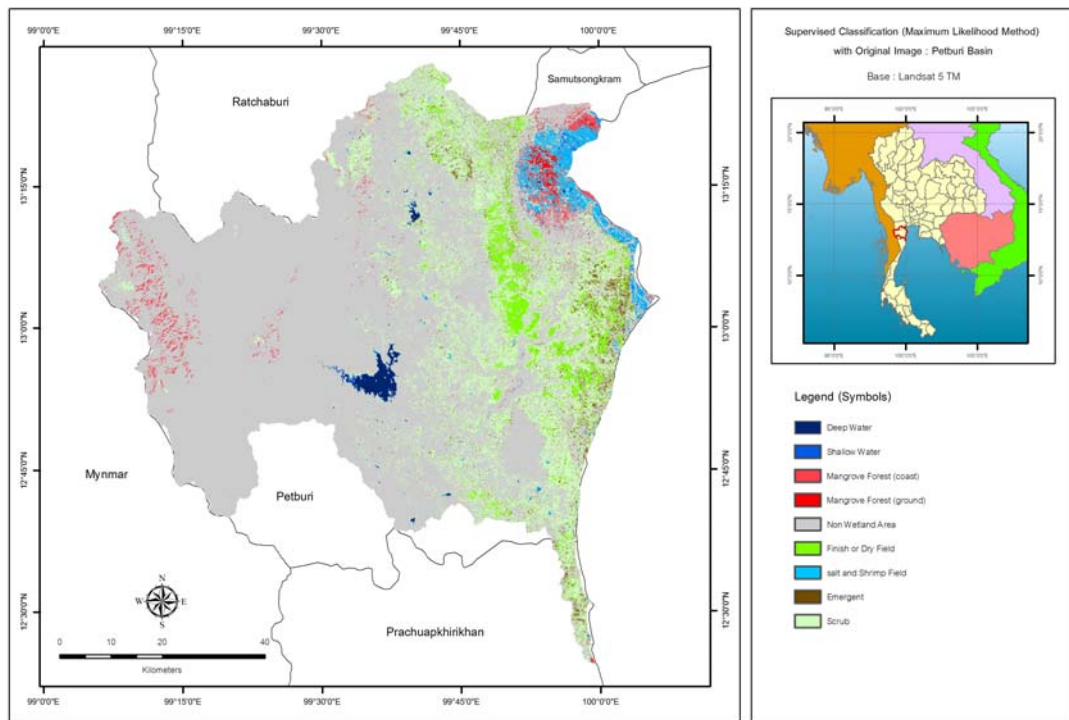 99°0'0"E 99°15'0"E 99°30'0"E 99°45'0"E 100°0'0"E
Samutsongkram
Ratchaburi
13°15'0"N 13°15'0"N
13°0'0"N 13°0'0"N
12°45'0"N 12°45'0"N
Mynmar
Petburi
12°30'0"N 12°30'0"N
N
W E
S
Prachuapkhirikhan
0 10 20 40
Kilometers
99°0'0"E 99°15'0"E 99°30'0"E 99°45'0"E 100°0'0"E
Supervised Classification (Maximum Likelihood Method)
with Original Image : Petburi Basin
Base : Landsat 5 TM
Legend (Symbols)
Deep Water
Shallow Water
Mangrove Forest (coast)
Mangrove Forest (ground)
Non Wetland Area
Finish or Dry Field
salt and Shrimp Field
Emergent
Scrub